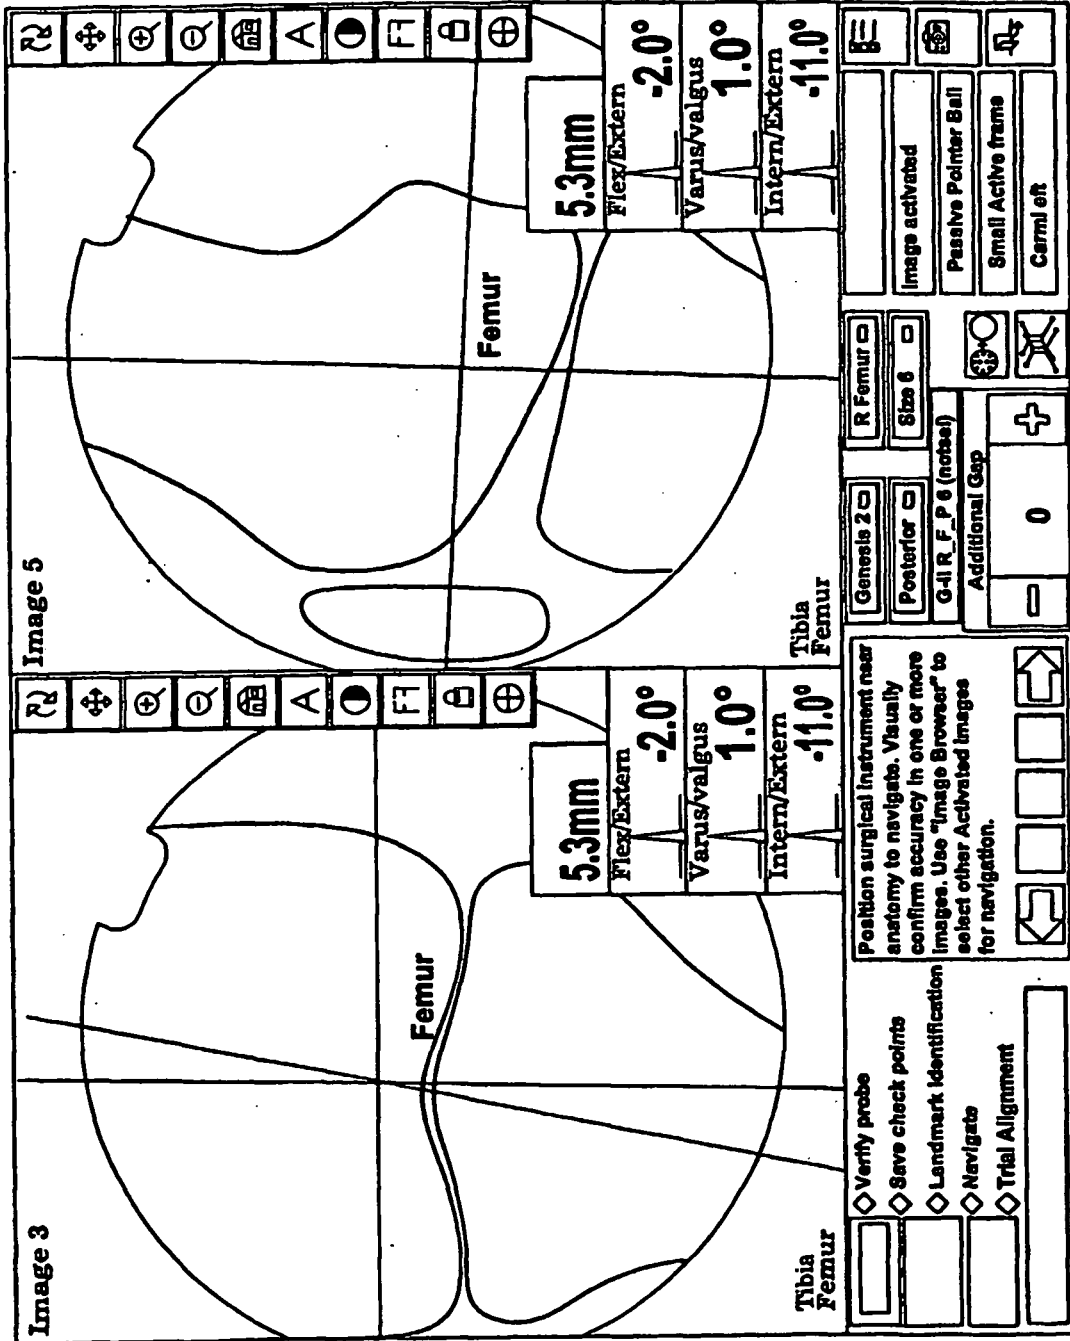 Image 3
A
Femur
5.3mm
Flex/Extern
-2.0°
Varus/valgus
1.0°
Intern/Extern
-11.0°
Tibia
Femur
Image 5
A
Femur
5.3mm
Flex/Extern
-2.0°
Varus/valgus
1.0°
Intern/Extern
-11.0°
Tibia
Femur
Verify probe
Save check points
Landmark identification
Navigate
Trial Alignment
Position surgical instrument near
anatomy to navigate. Visually
confirm accuracy in one or more
images. Use "Image Browser" to
select other Activated images
for navigation.
Genesis 2
R Femur
Posterior
Size 6
G-II R_F_P 6 (notsel)
Additional Gap
0
Image activated
Passive Pointer Ball
Small Active frame
Carml eft